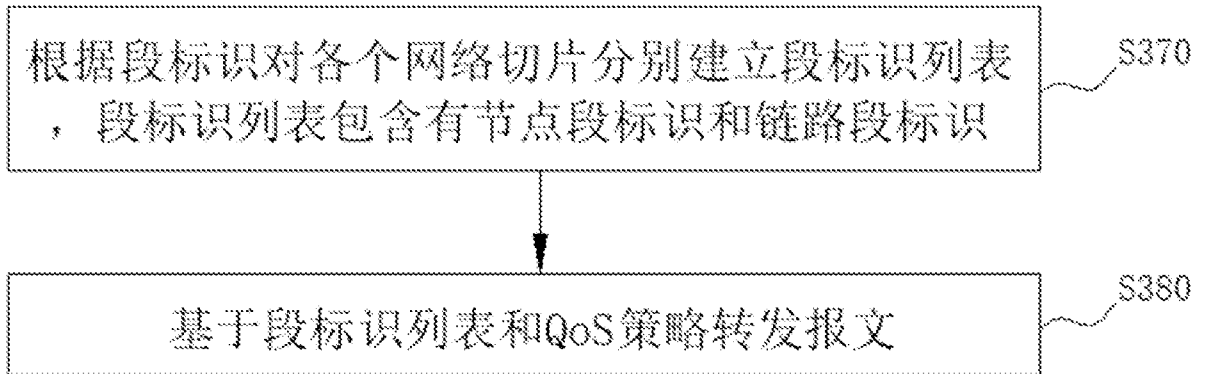 根据段标识对各个网络切片分别建立段标识列表
，段标识列表包含有节点段标识和链路段标识
S370
基于段标识列表和QoS策略转发报文
S380